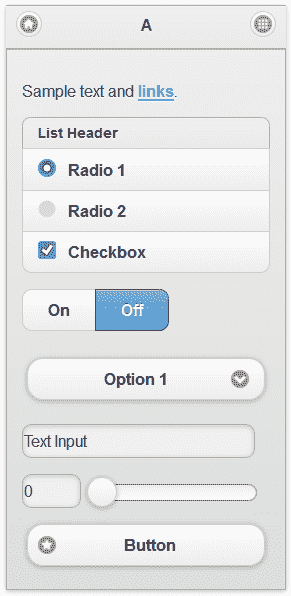 A
Sample text and links.
List Header
Radio 1
Radio 2
Checkbox
On Off
Option 1
Text Input
0
Button